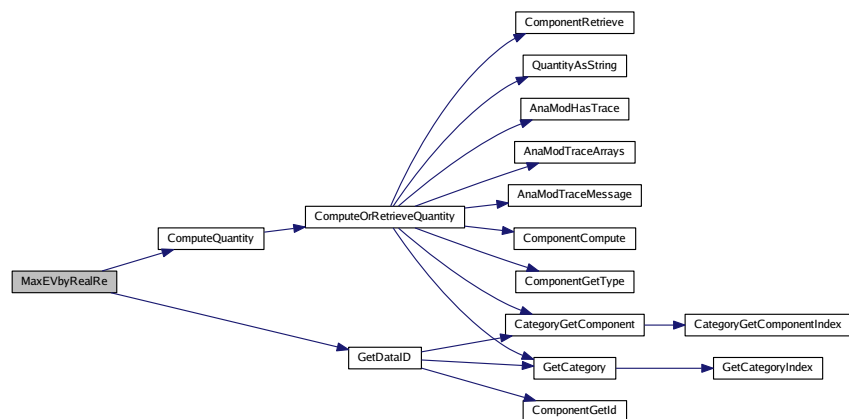 MaxEVbyRealRe
ComputeQuantity
GetDataID
ComputeOrRetrieveQuantity
ComponentRetrieve
QuantityAsString
AnaModHasTrace
AnaModTraceArrays
AnaModTraceMessage
ComponentCompute
ComponentGetType
CategoryGetComponent
GetCategory
ComponentGetId
CategoryGetComponentIndex
GetCategoryIndex